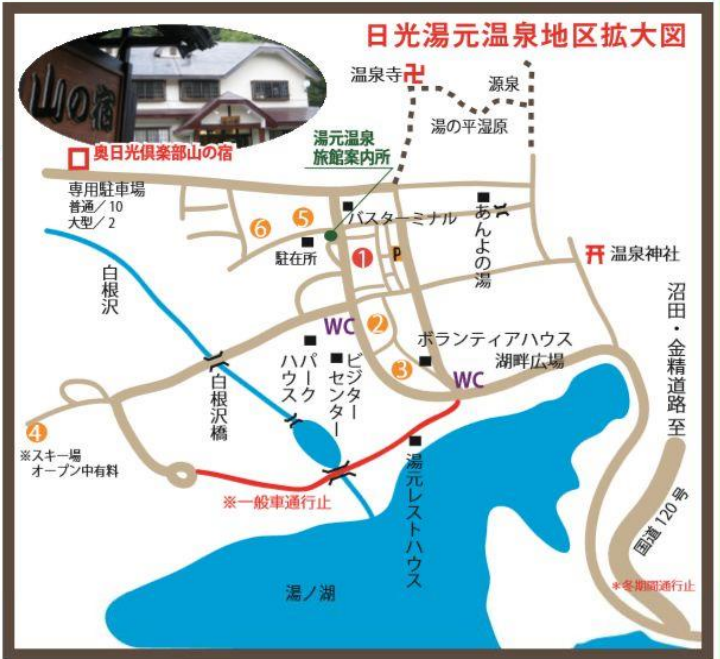 日光湯元温泉地区拡大図
山の宿
温泉寺
源泉
湯の平湿原
湯元温泉
旅館案内所
奥日光倶楽部山の宿
専用駐車場
普通／10
大型／2
バスターミナル
あんよの湯
6
5
駐在所
1
P
温泉神社
白根沢
沼田・金精道路 至
WC
2
ボランティアハウス
湖畔広場
3
WC
パーク
ハウス
ビジター
センター
白根沢橋
4
※スキー場
オープン中有料
※一般車通行止
湯元レストハウス
国道120号
湯ノ湖
*冬期間通行止